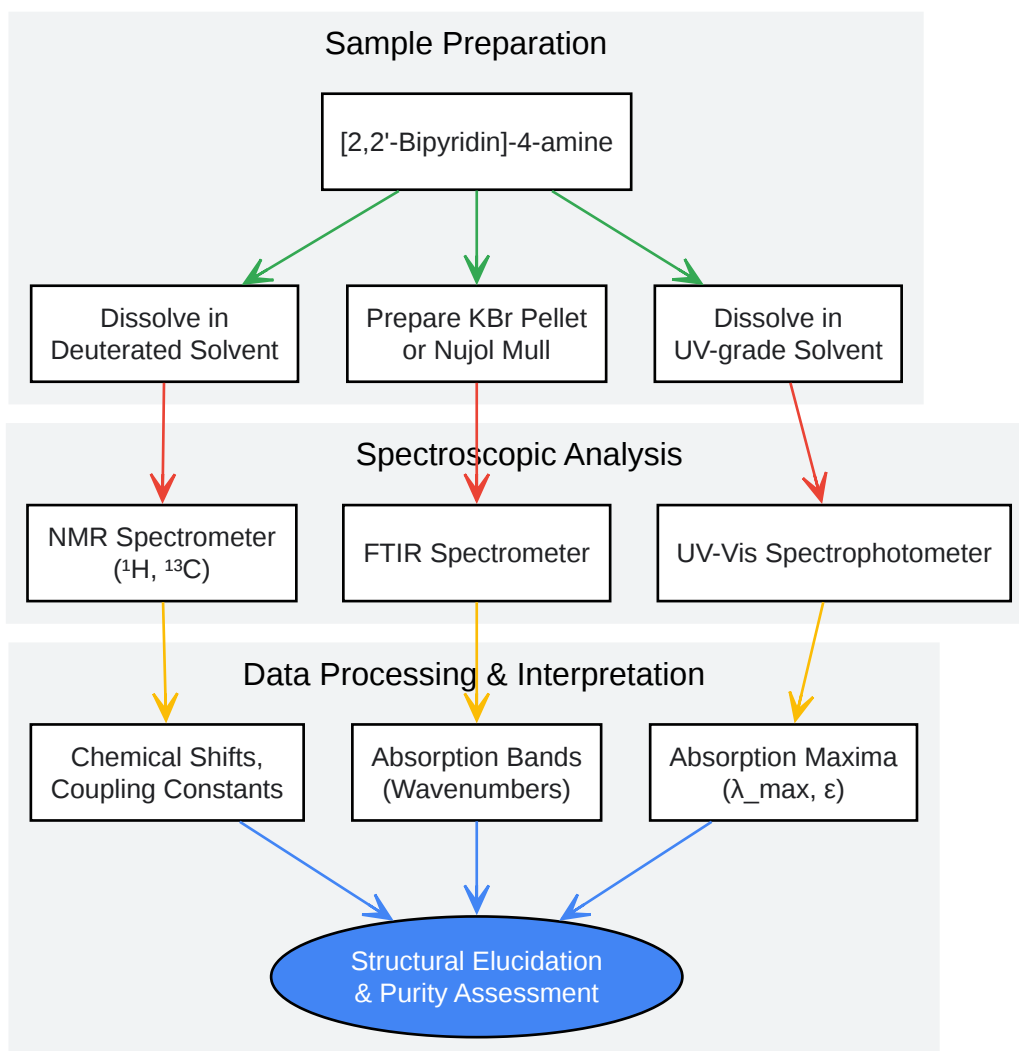 Sample Preparation
[2,2'-Bipyridin]-4-amine
Dissolve in
Deuterated Solvent
Prepare KBr Pellet
or Nujol Mull
Dissolve in
UV-grade Solvent
Spectroscopic Analysis
NMR Spectrometer
(¹H, ¹³C)
FTIR Spectrometer
UV-Vis Spectrophotometer
Data Processing & Interpretation
Chemical Shifts,
Coupling Constants
Absorption Bands
(Wavenumbers)
Absorption Maxima
(λ_max, ε)
Structural Elucidation
& Purity Assessment